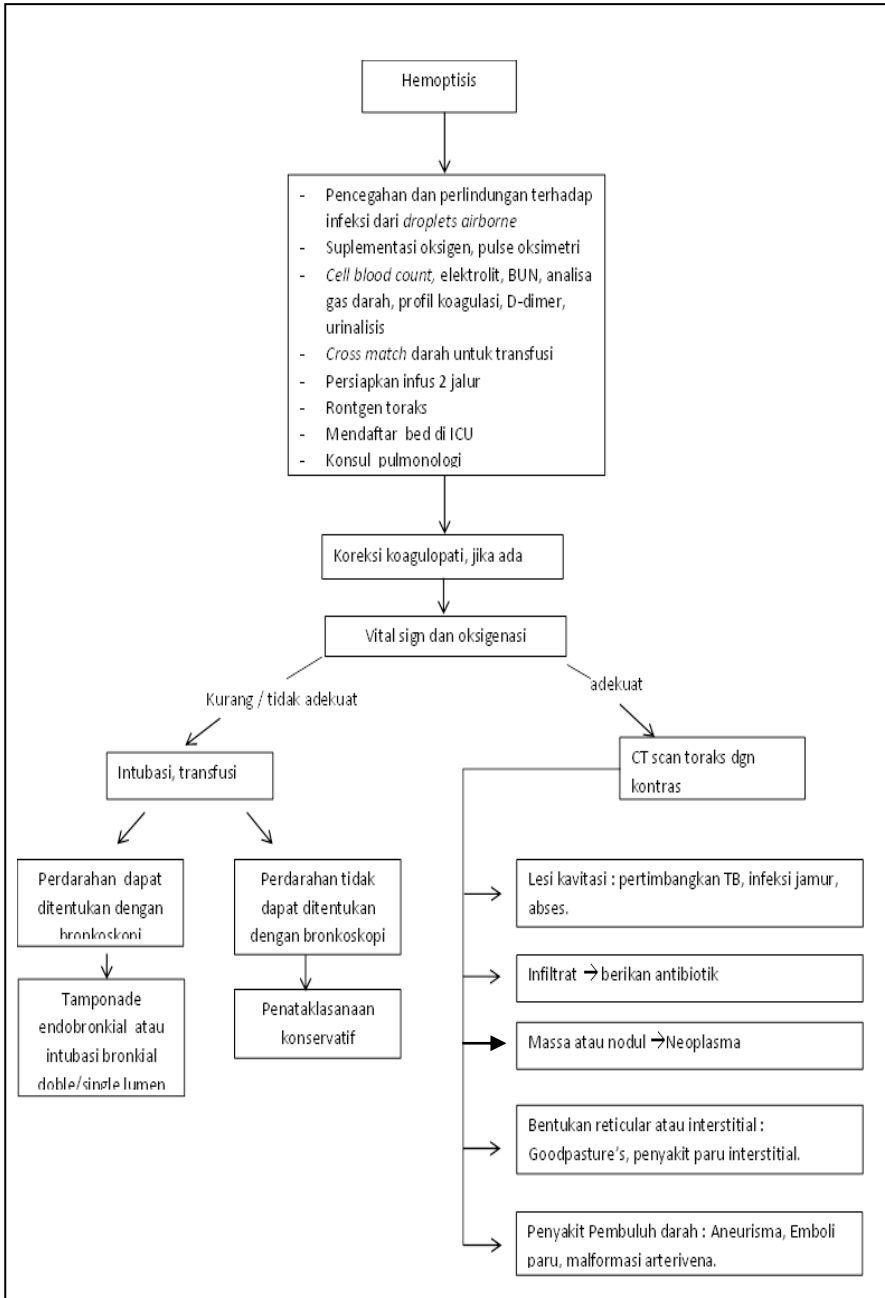 Hemoptisis
- Pencegahan dan perlindungan terhadap
infeksi dari droplets airborne
- Suplementasi oksigen, pulse oksimetri
- Cell blood count, elektrolit, BUN, analisa
gas darah, profil koagulasi, D-dimer,
urinalisis
- Cross match darah untuk transfusi
- Persiapkan infus 2 jalur
- Rontgen toraks
- Mendaftar bed di ICU
- Konsul pulmonologi
Koreksi koagulopati, jika ada
Vital sign dan oksigenasi
Kurang / tidak adekuat
adekuat
Intubasi, transfusi
CT scan toraks dgn
kontras
Perdarahan dapat
ditentukan dengan
bronkoskopi
Perdarahan tidak
dapat ditentukan
dengan bronkoskopi
Tamponade
endobronkial atau
intubasi bronkial
doble/single lumen
Penataklasanaan
konservatif
Lesi kavitasi : pertimbangkan TB, infeksi jamur,
abses.
Infiltrat → berikan antibiotik
Massa atau nodul →Neoplasma
Bentukan reticular atau interstitial :
Goodpasture's, penyakit paru interstitial.
Penyakit Pembuluh darah : Aneurisma, Emboli
paru, malformasi arterivena.